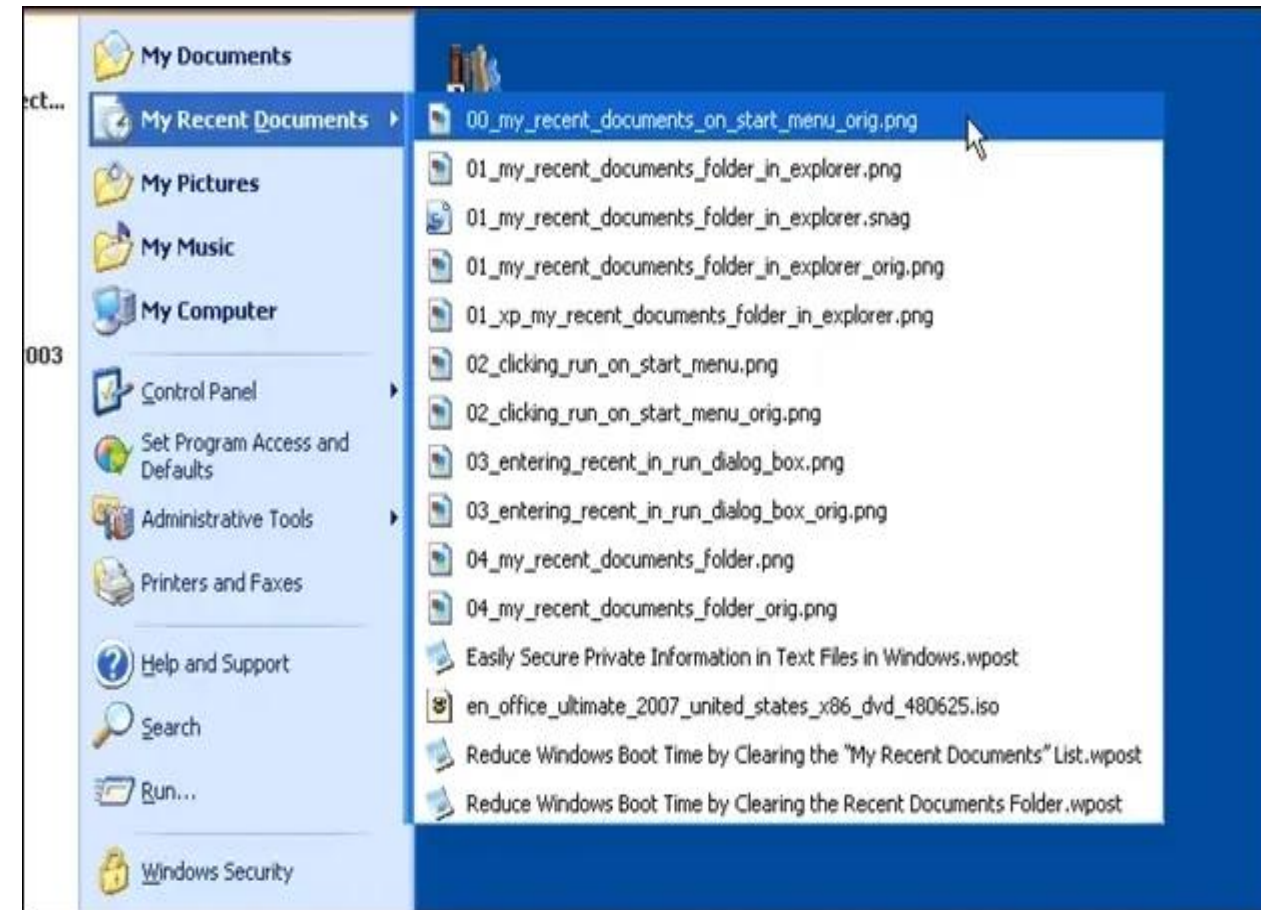 ect...
003
My Documents
My Recent Documents
My Pictures
My Music
My Computer
Control Panel
Set Program Access and
Defaults
Administrative Tools
Printers and Faxes
Help and Support
Search
Run...
Windows Security
00_my_recent_documents_on_start_menu_orig.png
01_my_recent_documents_folder_in_explorer.png
01_my_recent_documents_folder_in_explorer.snag
01_my_recent_documents_folder_in_explorer_orig.png
01_xp_my_recent_documents_folder_in_explorer.png
02_clicking_run_on_start_menu.png
02_clicking_run_on_start_menu_orig.png
03_entering_recent_in_run_dialog_box.png
03_entering_recent_in_run_dialog_box_orig.png
04_my_recent_documents_folder.png
04_my_recent_documents_folder_orig.png
Easily Secure Private Information in Text Files in Windows.wpost
en_office_ultimate_2007_united_states_x86_dvd_480625.iso
Reduce Windows Boot Time by Clearing the "My Recent Documents" List.wpost
Reduce Windows Boot Time by Clearing the Recent Documents Folder.wpost